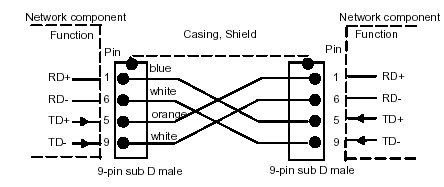 Network component Network component
Function Casing, Shield Function
Pin Pin
blue
RD+ 1 1 RD+
white
RD- 6 6 RD-
orange
TD+ 5 5 TD+
white
TD- 9 9 TD-
9-pin sub D male 9-pin sub D male